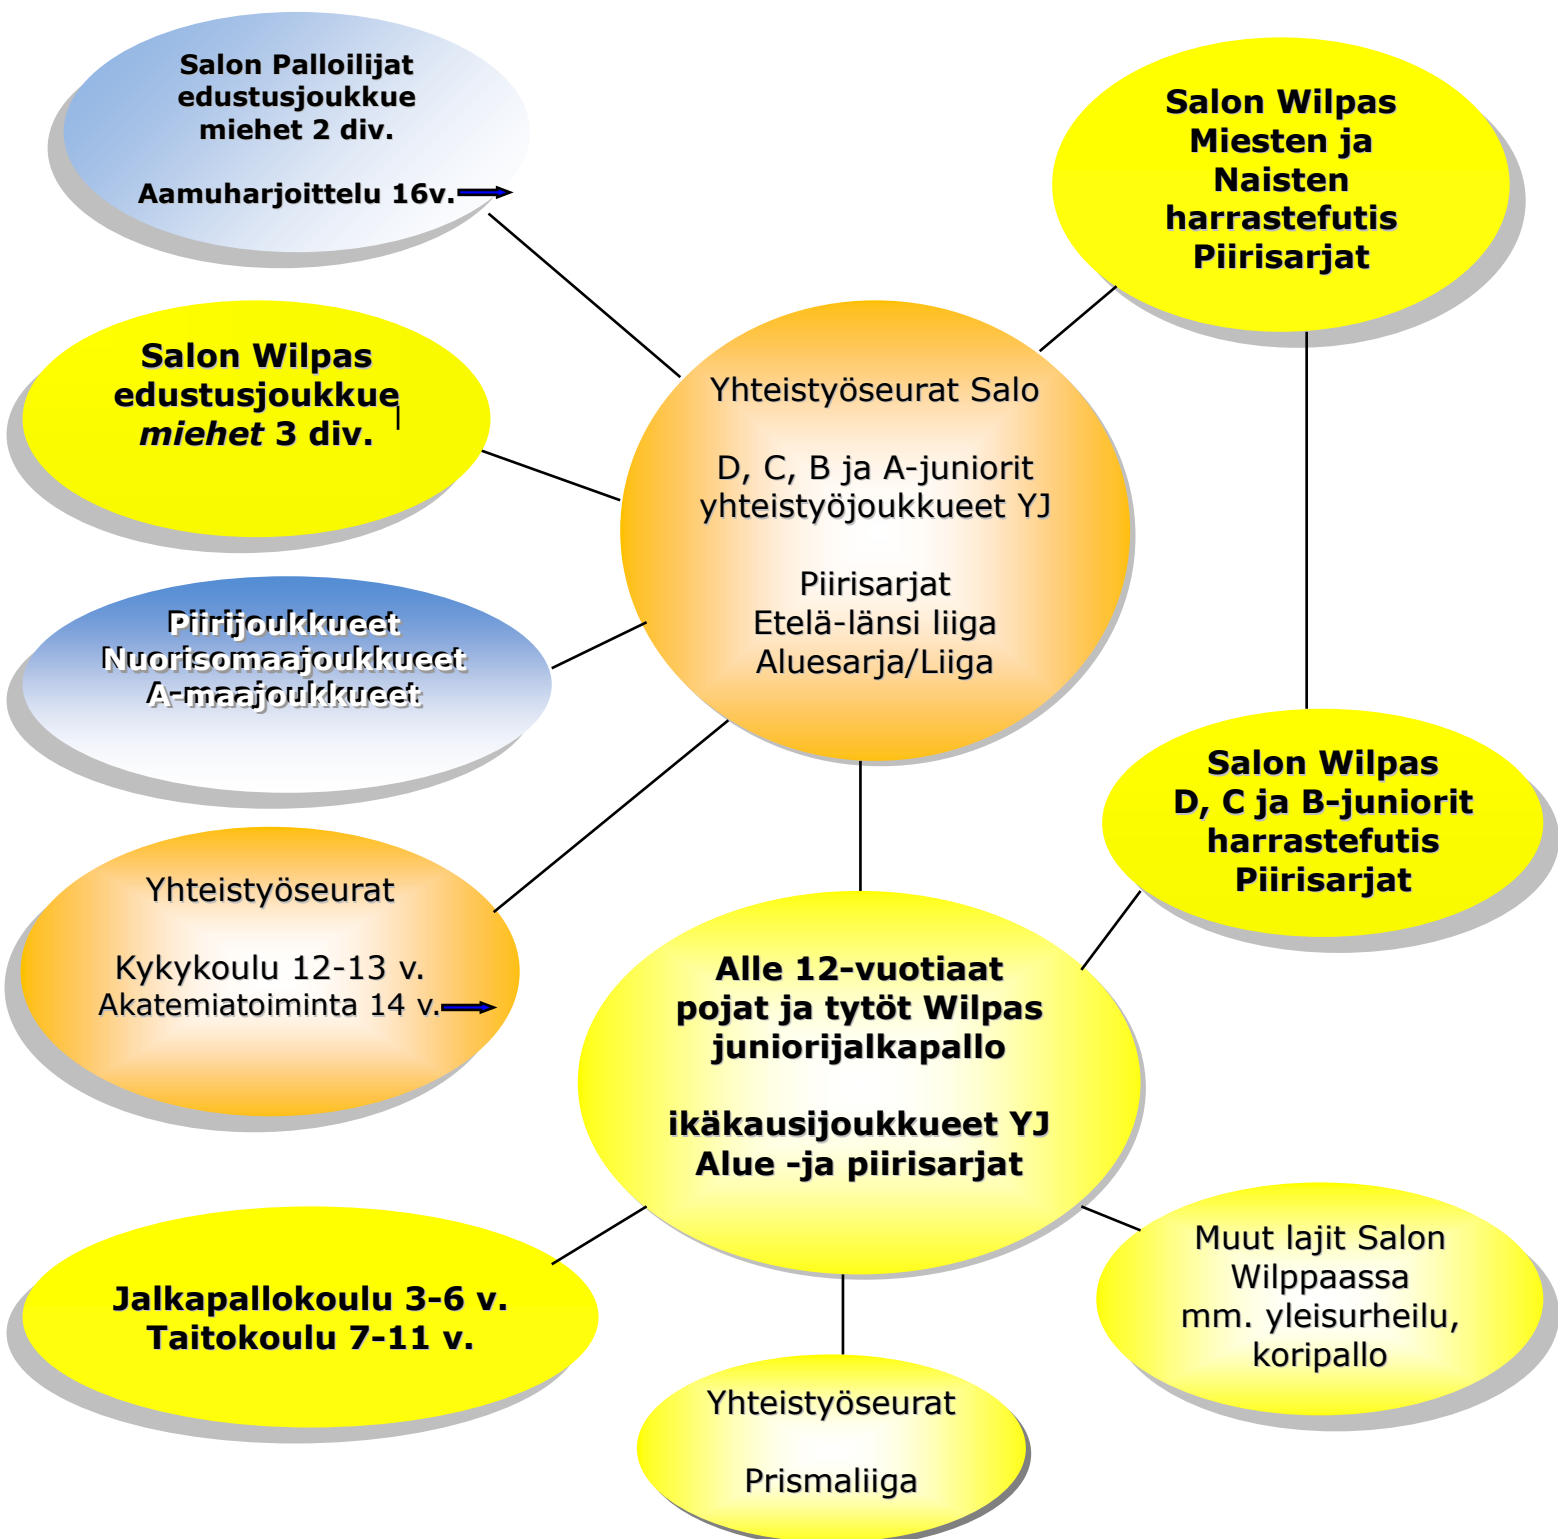 Salon Palloilijat
edustusjoukkue
miehet 2 div.
Aamuharjoittelu 16v.
Salon Wilpas
Miesten ja
Naisten
harrastefutis
Piirisarjat
Salon Wilpas
edustusjoukkue
miehet 3 div.
Yhteistyöseurat Salo
D, C, B ja A-juniorit
yhteistyöjoukkueet YJ
Piirisarjat
Etelä-länsi liiga
Aluesarja/Liiga
Piirijoukkueet
Nuorisomaajoukkueet
A-maajoukkueet
Salon Wilpas
D, C ja B-juniorit
harrastefutis
Piirisarjat
Yhteistyöseurat
Kykykoulu 12-13 v.
Akatemiatoiminta 14 v.
Alle 12-vuotiaat
pojat ja tytöt Wilpas
juniorijalkapallo
ikäkausijoukkueet YJ
Alue -ja piirisarjat
Jalkapallokoulu 3-6 v.
Taitokoulu 7-11 v.
Muut lajit Salon
Wilppaassa
mm. yleisurheilu,
koripallo
Yhteistyöseurat
Prismaliiga